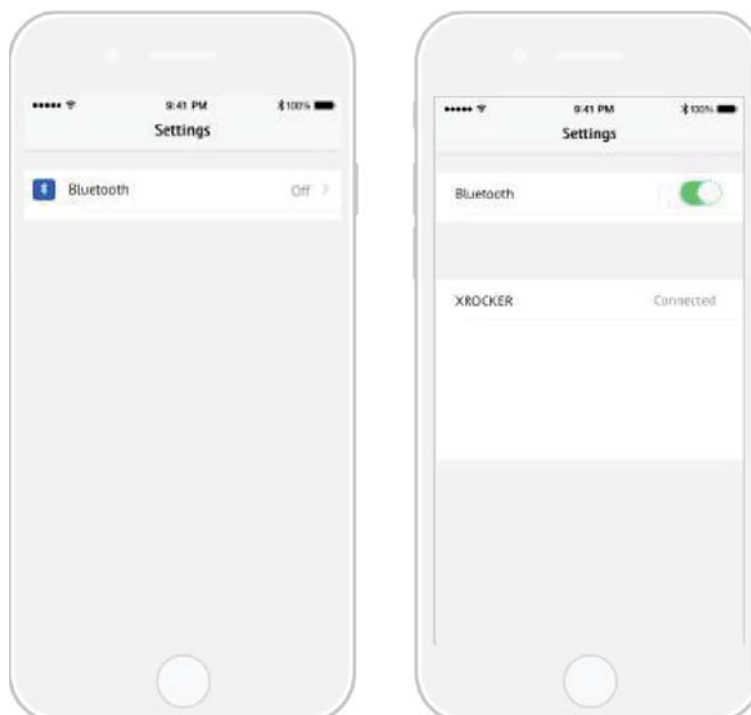 9:41 PM
100%
Settings
Bluetooth
Off
9:41 PM
100%
Settings
Bluetooth
XROCKER
Connected